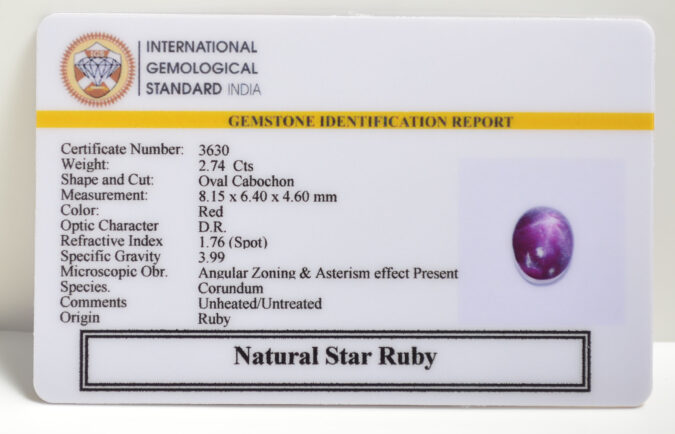 IGS
INTERNATIONAL
GEMOLOGICAL
STANDARD INDIA
GEMSTONE IDENTIFICATION REPORT
Certificate Number: 3630
Weight: 2.74 Cts
Shape and Cut: Oval Cabochon
Measurement: 8.15 x 6.40 x 4.60 mm
Color: Red
Optic Character D.R.
Refractive Index 1.76 (Spot)
Specific Gravity 3.99
Microscopic Obr. Angular Zoning & Asterism effect Present
Species. Corundum
Comments Unheated/Untreated
Origin Ruby
Natural Star Ruby